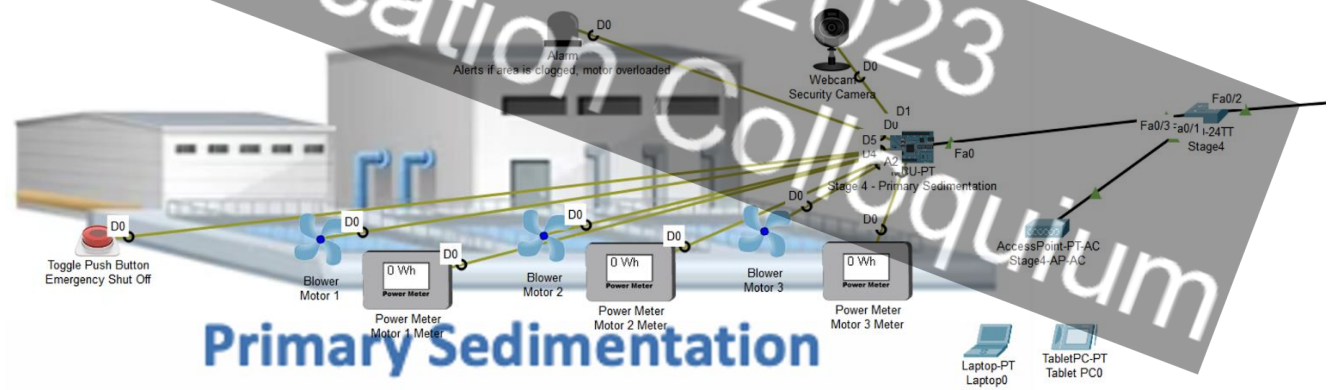 2023
cation Colloquium
D0
Alarm
Alerts if area is clogged, motor overloaded
D0
Webcam
Security Camera
D1
D5
D4
A2
Fa0
Stage 4 - Primary Sedimentation
Fa0/2
Fa0/3
Fa0/1
-24TT
Stage4
AccessPoint-PT-AC
Stage4-AP-AC
D0
Toggle Push Button
Emergency Shut Off
D0
Blower
Motor 1
D0
0 Wh
Power Meter
Power Meter
Motor 1 Meter
D0
Blower
Motor 2
D0
0 Wh
Power Meter
Power Meter
Motor 2 Meter
D0
Blower
Motor 3
D0
0 Wh
Power Meter
Power Meter
Motor 3 Meter
Primary Sedimentation
Laptop-PT
Laptop0
TabletPC-PT
Tablet PC0